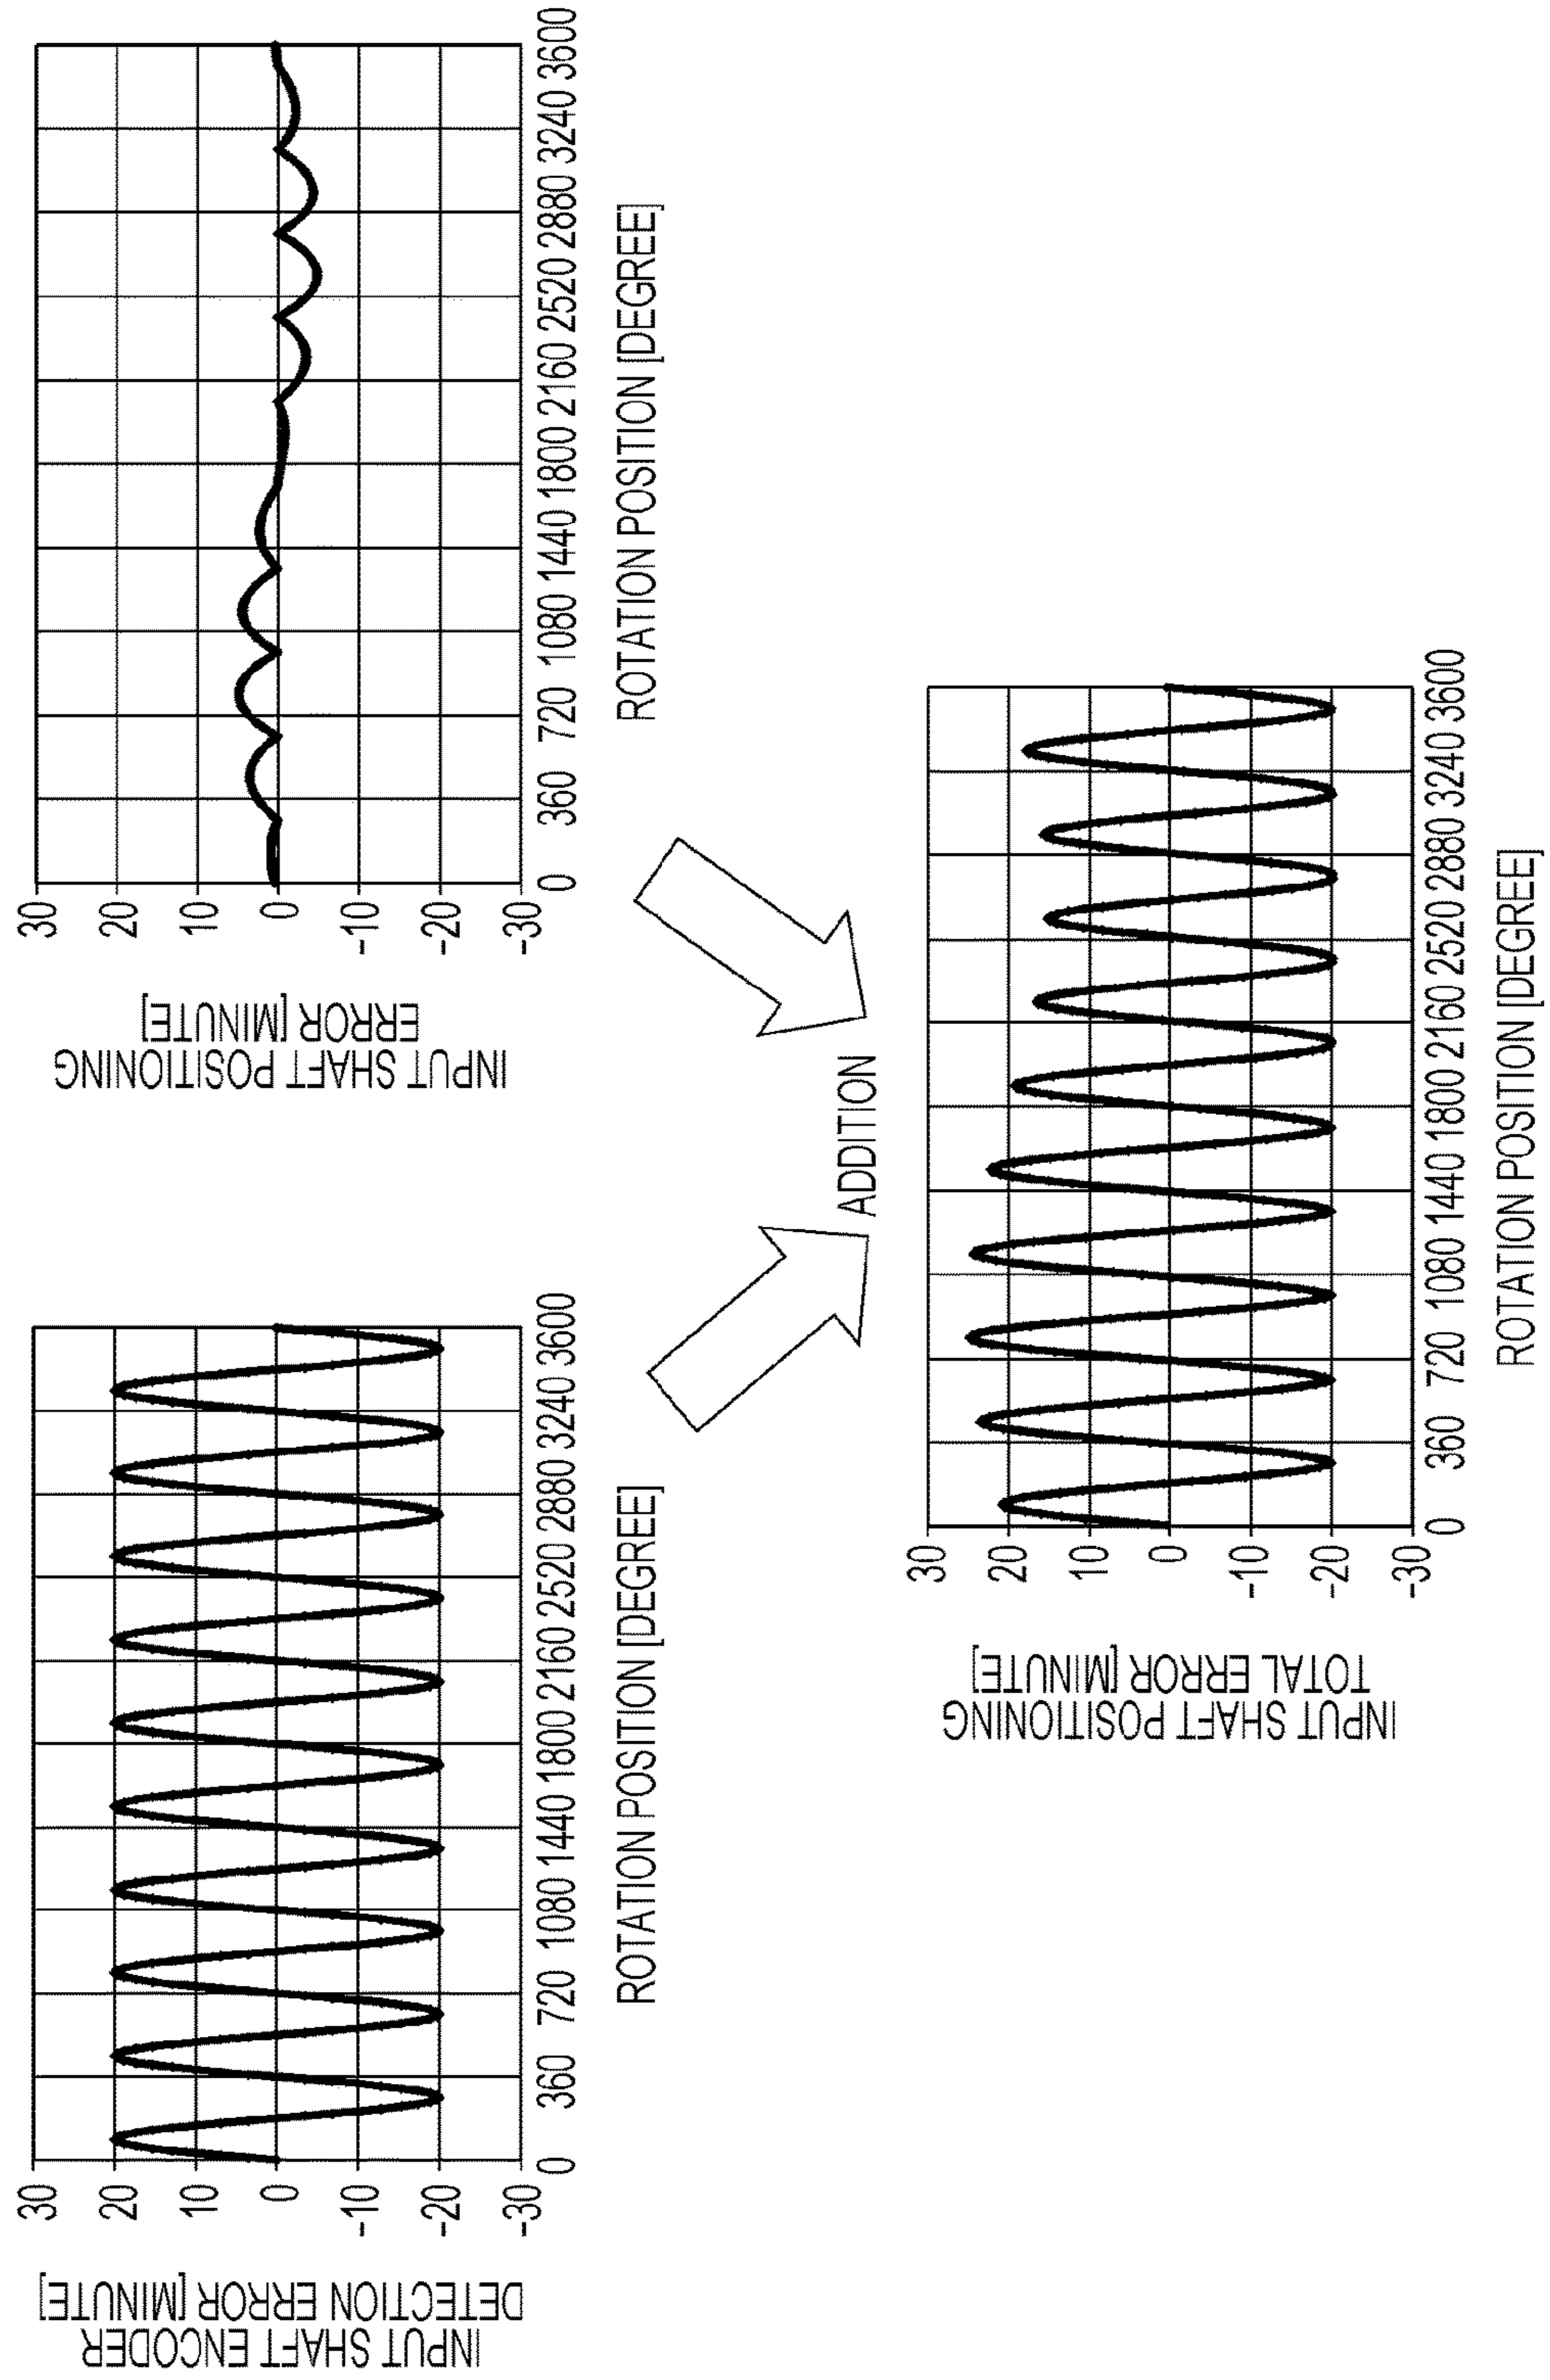 INPUT SHAFT ENCODER
DETECTION ERROR [MINUTE]
30
20
10
0
-10
-20
-30
0 360 720 1080 1440 1800 2160 2520 2880 3240 3600
ROTATION POSITION [DEGREE]
INPUT SHAFT POSITIONING
ERROR [MINUTE]
30
20
10
0
-10
-20
-30
0 360 720 1080 1440 1800 2160 2520 2880 3240 3600
ROTATION POSITION [DEGREE]
ADDITION
INPUT SHAFT POSITIONING
TOTAL ERROR [MINUTE]
30
20
10
0
-10
-20
-30
0 360 720 1080 1440 1800 2160 2520 2880 3240 3600
ROTATION POSITION [DEGREE]